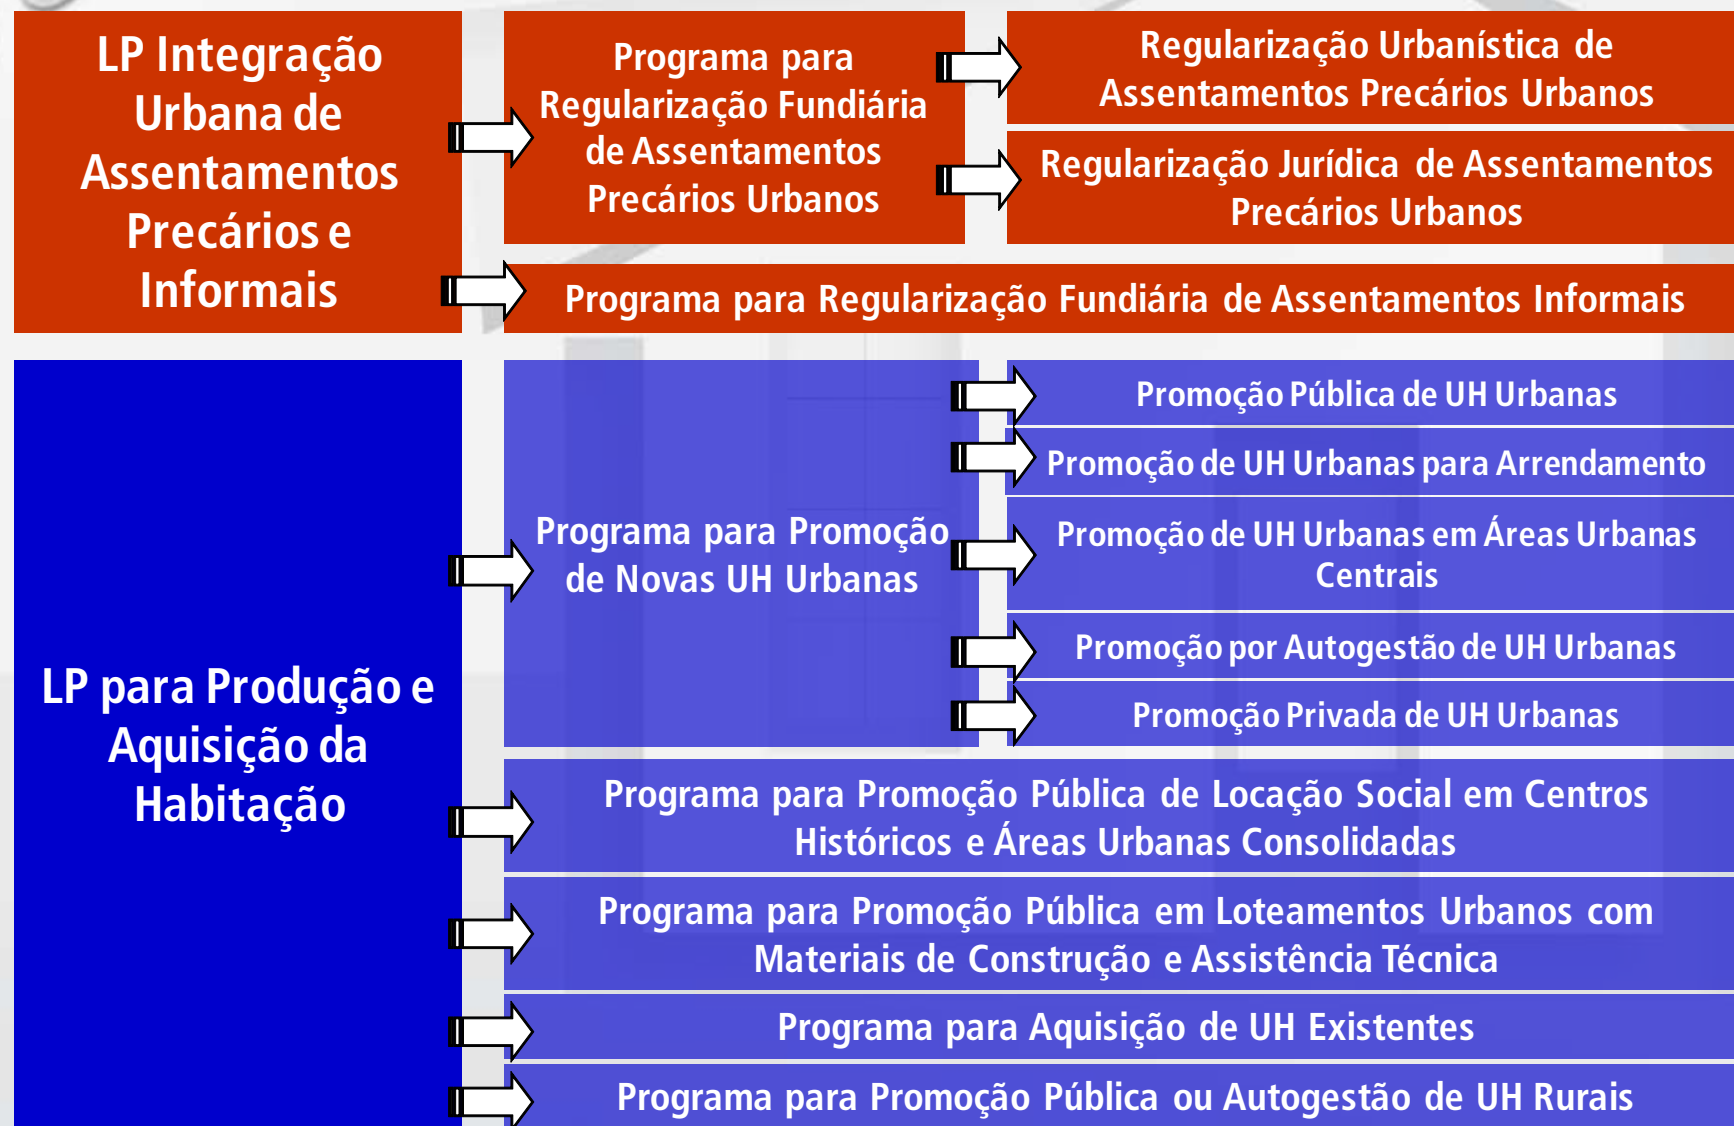 LP Integração
Urbana de
Assentamentos
Precários e
Informais
Programa para
Regularização Fundiária
de Assentamentos
Precários Urbanos
Regularização Urbanística de
Assentamentos Precários Urbanos
Regularização Jurídica de Assentamentos
Precários Urbanos
Programa para Regularização Fundiária de Assentamentos Informais
LP para Produção e
Aquisição da
Habitação
Programa para Promoção
de Novas UH Urbanas
Promoção Pública de UH Urbanas
Promoção de UH Urbanas para Arrendamento
Promoção de UH Urbanas em Áreas Urbanas
Centrais
Promoção por Autogestão de UH Urbanas
Promoção Privada de UH Urbanas
Programa para Promoção Pública de Locação Social em Centros
Históricos e Áreas Urbanas Consolidadas
Programa para Promoção Pública em Loteamentos Urbanos com
Materiais de Construção e Assistência Técnica
Programa para Aquisição de UH Existentes
Programa para Promoção Pública ou Autogestão de UH Rurais